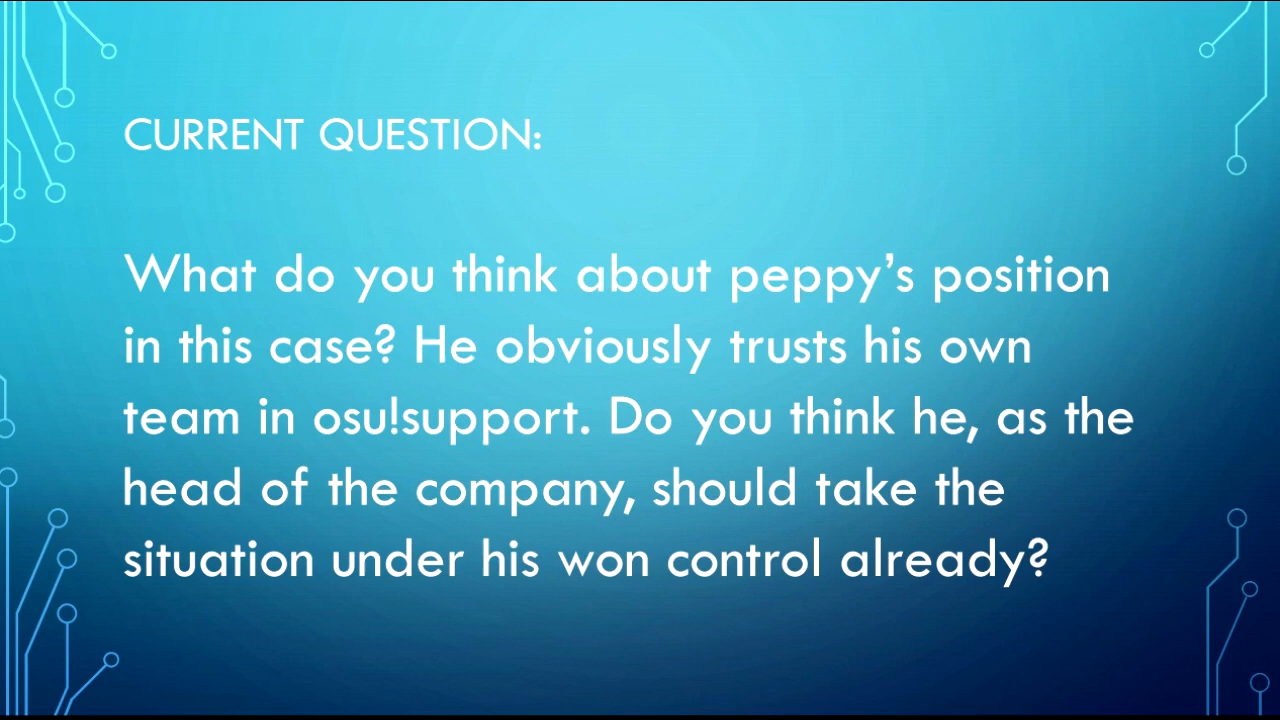 CURRENT QUESTION:
What do you think about peppy’s position
in this case? He obviously trusts his own
team in osu!support. Do you think he, as the
head of the company, should take the
situation under his won control already?